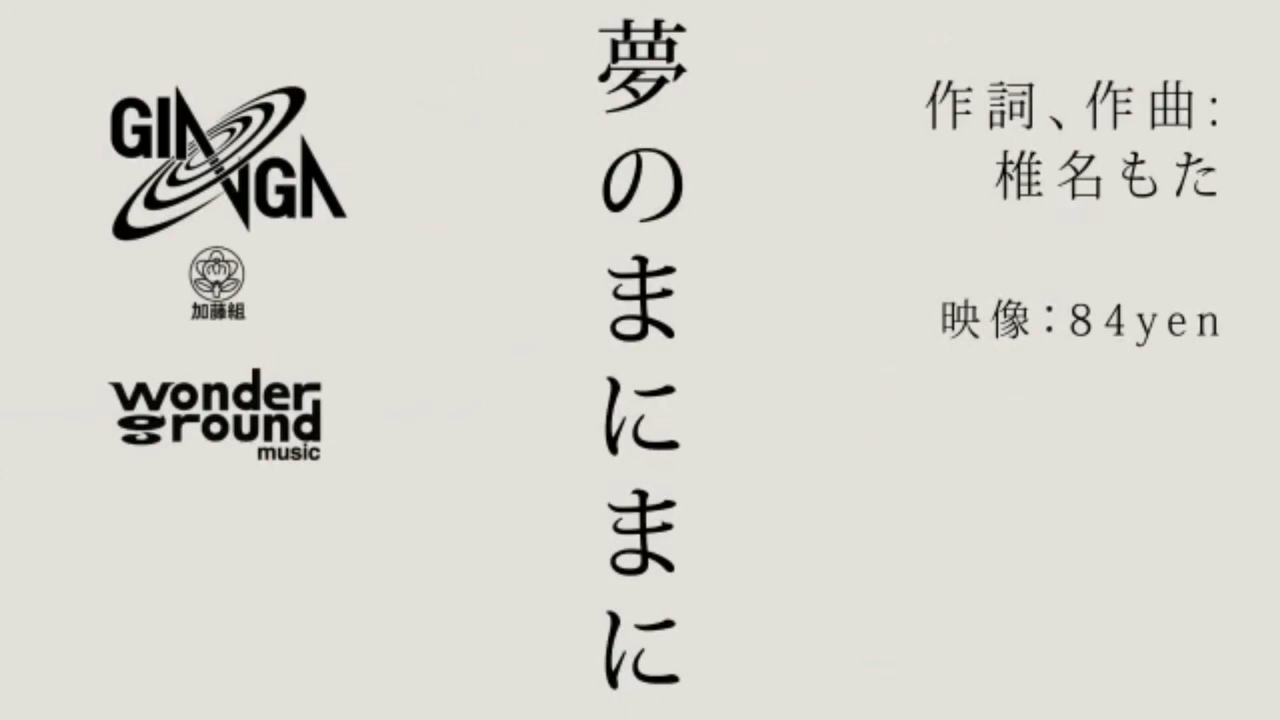 GINGA
加藤組
wonder
ground
music
夢のまにまに
作詞、作曲:
椎名もた
映像:84yen